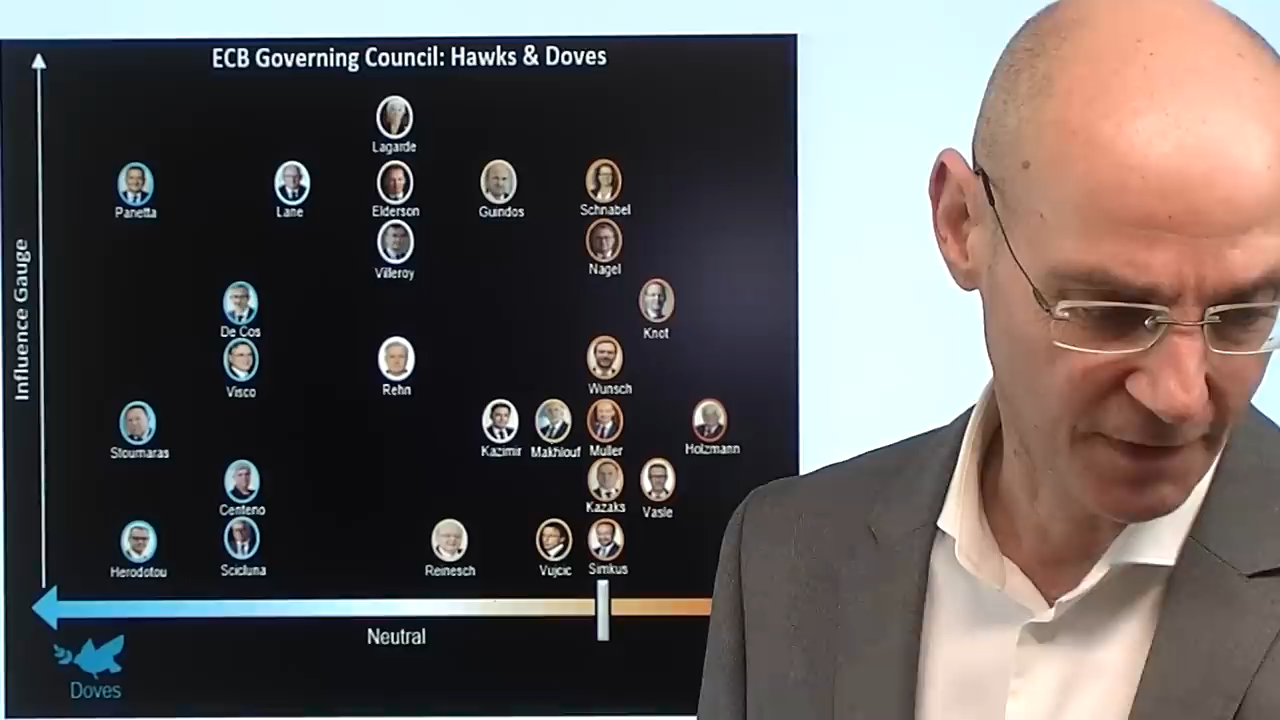 ECB Governing Council: Hawks & Doves
Lagarde
Panetta
Lane
Elderson
Guindos
Schnabel
Villeroy
Nagel
De Cos
Knot
Visco
Rehn
Wunsch
Stournaras
Kazimir
Makhlouf
Muller
Holzmann
Centeno
Kazaks
Vasle
Herodotou
Scicluna
Reinesch
Vujcic
Simkus
Influence Gauge
Neutral
Doves